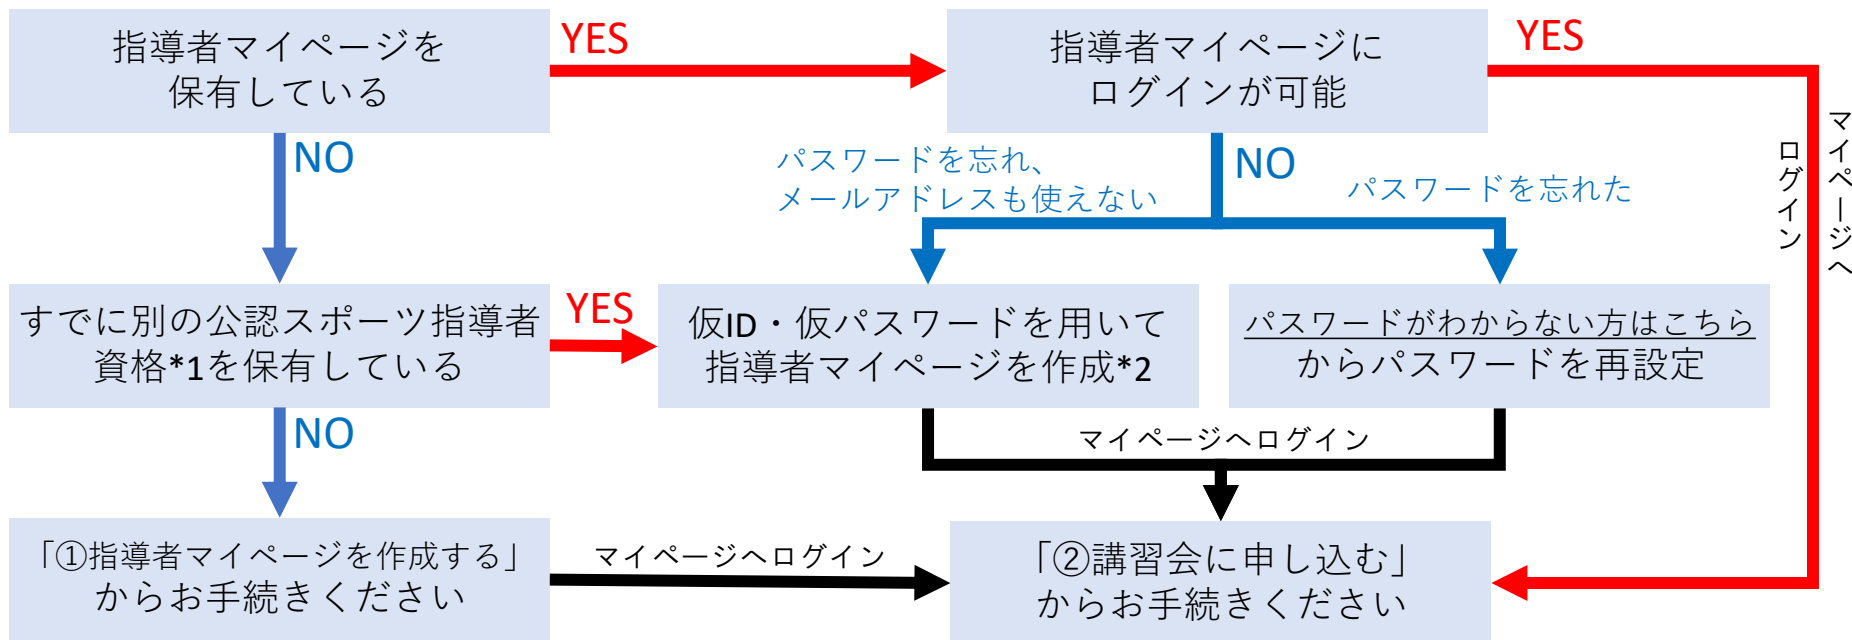 指導者マイページを
保有している
YES
指導者マイページに
ログインが可能
YES
マイページへ
ログイン
NO
パスワードを忘れ、
メールアドレスも使えない
NO
パスワードを忘れた
すでに別の公認スポーツ指導者
資格*1を保有している
YES
仮ID・仮パスワードを用いて
指導者マイページを作成*2
パスワードがわからない方はこちら
からパスワードを再設定
NO
マイページへログイン
「①指導者マイページを作成する」
からお手続きください
マイページへログイン
「②講習会に申し込む」
からお手続きください